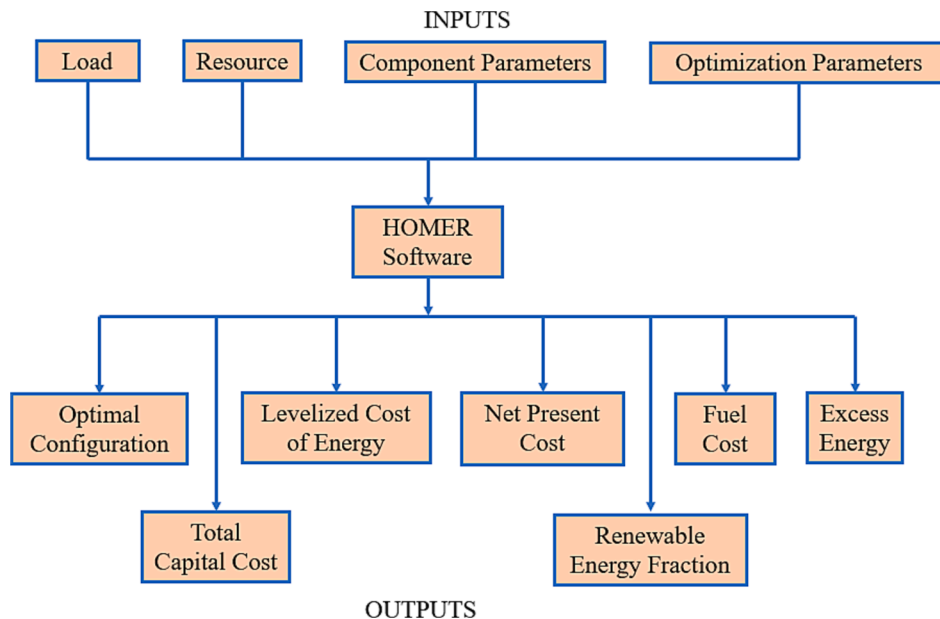 INPUTS
Load
Resource
Component Parameters
Optimization Parameters
HOMER
Software
Optimal
Configuration
Levelized Cost
of Energy
Net Present
Cost
Fuel
Cost
Excess
Energy
Total
Capital Cost
Renewable
Energy Fraction
OUTPUTS